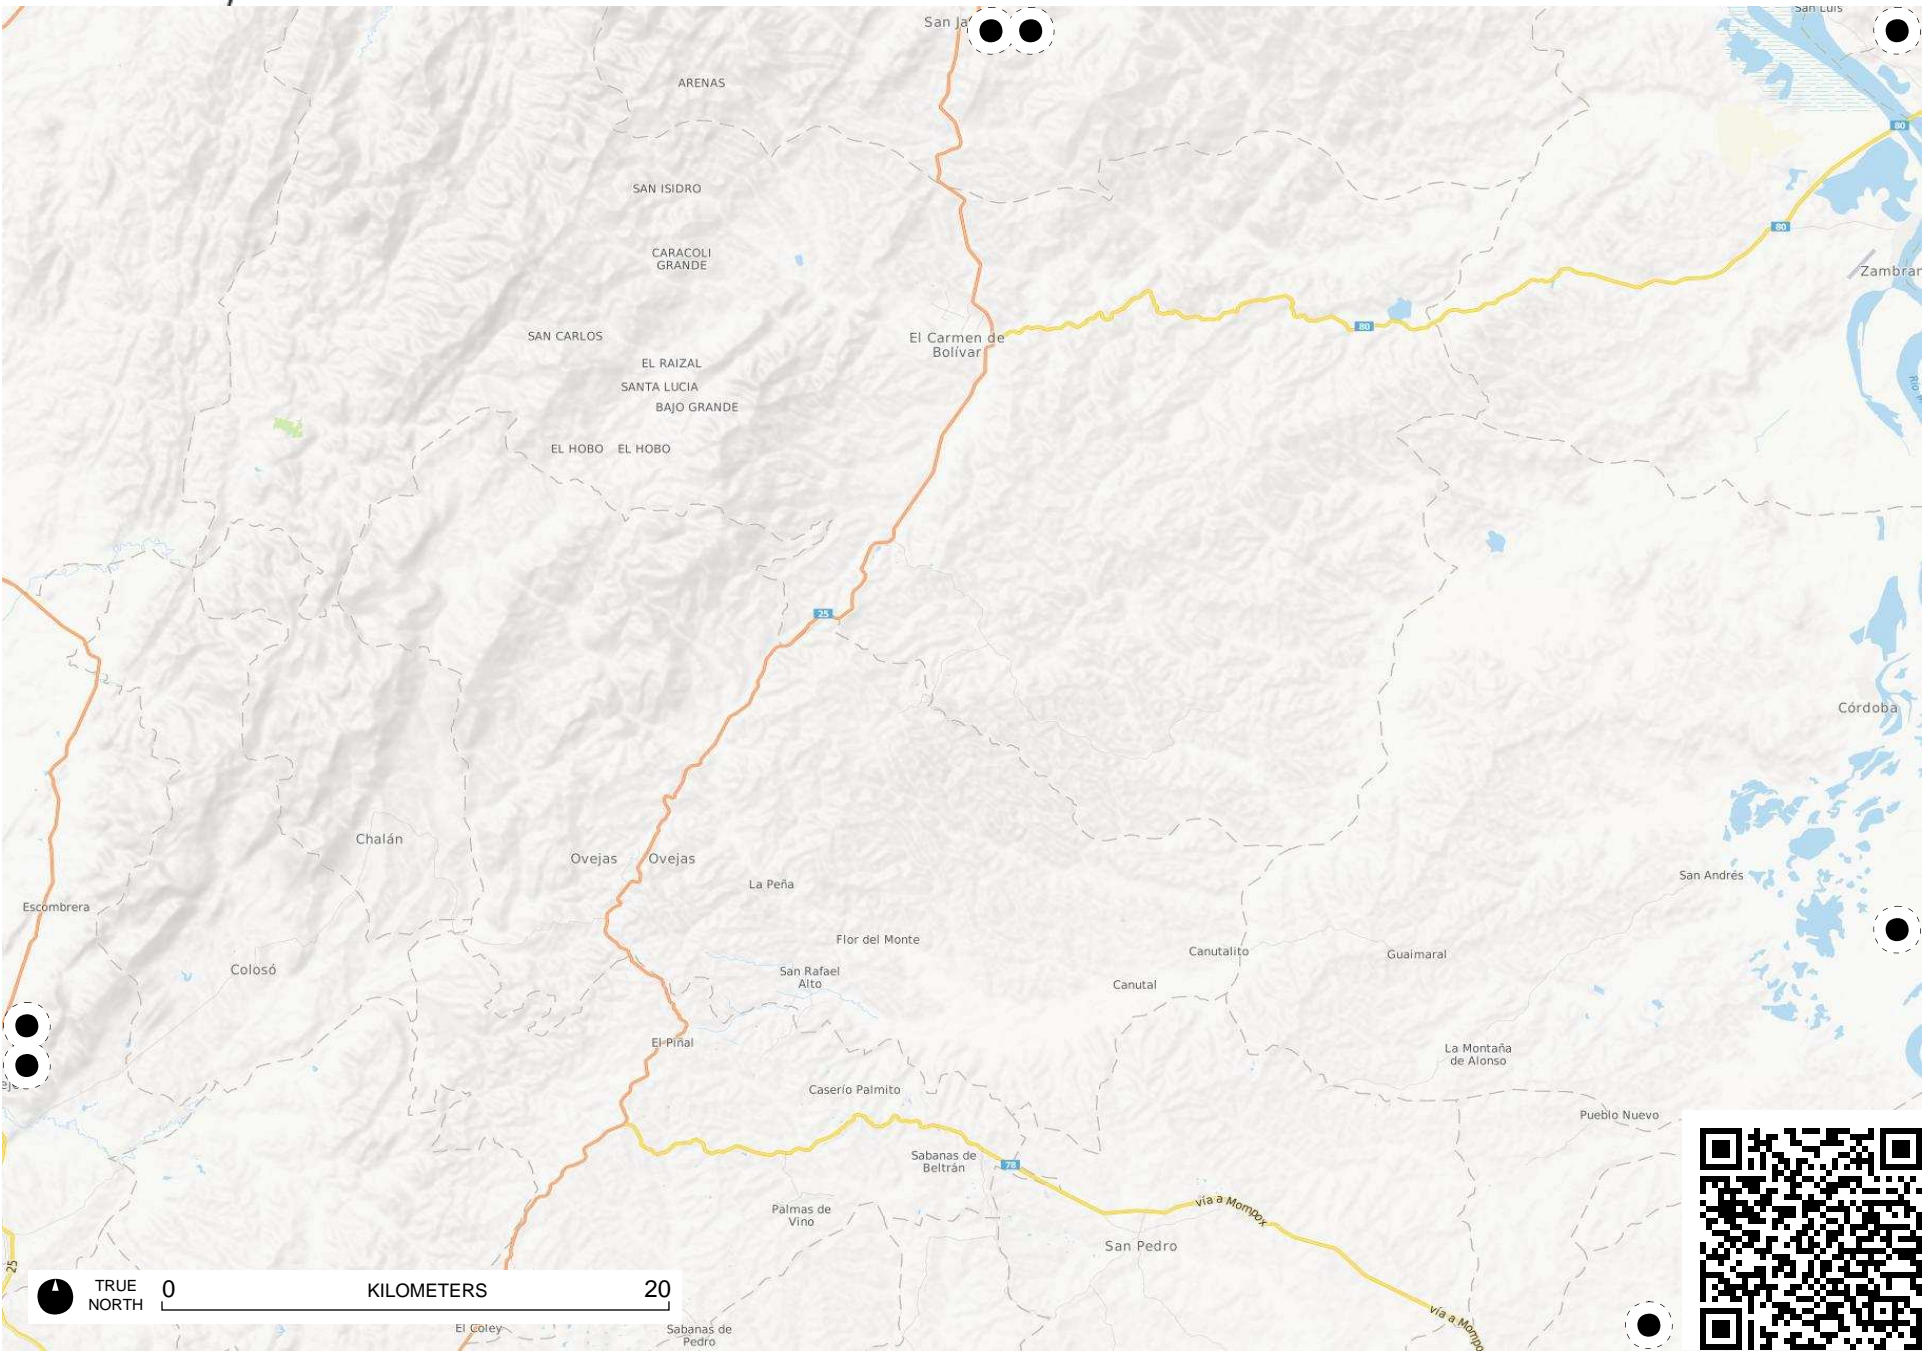 San Luis
ARENAS
80
SAN ISIDRO
80
CARACOLI
GRANDE
80
El Carmen de
Bolívar
SAN CARLOS
EL RAIZAL
SANTA LUCIA
BAJO GRANDE
EL HOBO
EL HOBO
25
Córdoba
Chalán
Ovejas
Ovejas
La Peña
San Andrés
Escombrera
Flor del Monte
Canutalito
Guaimaral
Colosó
San Rafael
Alto
Canutal
El Piñal
La Montaña
de Alonso
Caserío Palmito
Pueblo Nuevo
Sabanas de
Beltrán
78
Palmas de
Vino
vía a Mompox
San Pedro
25
TRUE
NORTH
0
KILOMETERS
20
El Coley
Sabanas de
Pedro